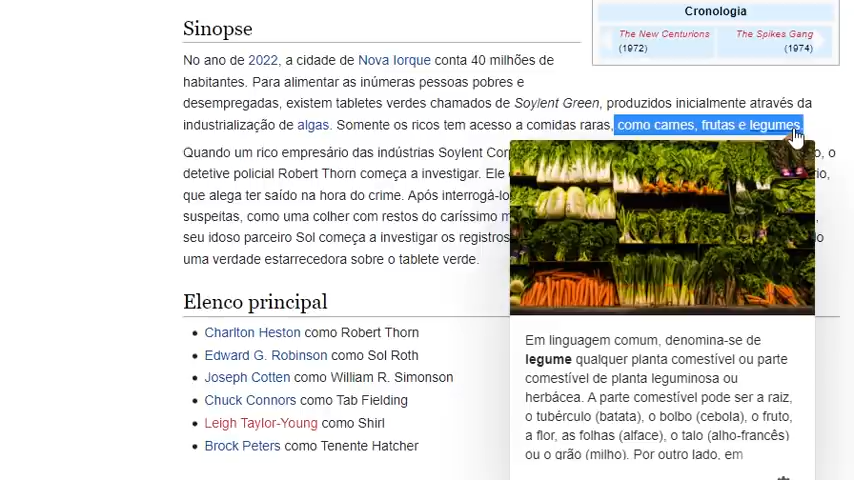 Cronologia
The New Centurions
(1972)
The Spikes Gang
(1974)
Sinopse
No ano de 2022, a cidade de Nova Iorque conta 40 milhões de
habitantes. Para alimentar as inúmeras pessoas pobres e
desempregadas, existem tabletes verdes chamados de Soylent Green, produzidos inicialmente através da
industrialização de algas. Somente os ricos tem acesso a comidas raras, como carnes, frutas e legumes.
Quando um rico empresário das indústrias Soylent o
detetive policial Robert Thorn começa a investigar. Ele
que alega ter saído na hora do crime. Após
suspeitas, como uma colher com restos do caríssimo
seu idoso parceiro Sol começa a investigar os registros
uma verdade estarrecedora sobre o tablete verde.
Em linguagem comum, denomina-se de
legume qualquer planta comestível ou parte
comestível de planta leguminosa ou
herbácea. A parte comestível pode ser a raiz,
o tubérculo (batata), o bolbo (cebola), o fruto,
a flor, as folhas (alface), o talo (alho-francês)
ou o grão (milho). Por outro lado, em
Elenco principal
Charlton Heston como Robert Thorn
Edward G. Robinson como Sol Roth
Joseph Cotten como William R. Simonson
Chuck Connors como Tab Fielding
Leigh Taylor-Young como Shirl
Brock Peters como Tenente Hatcher